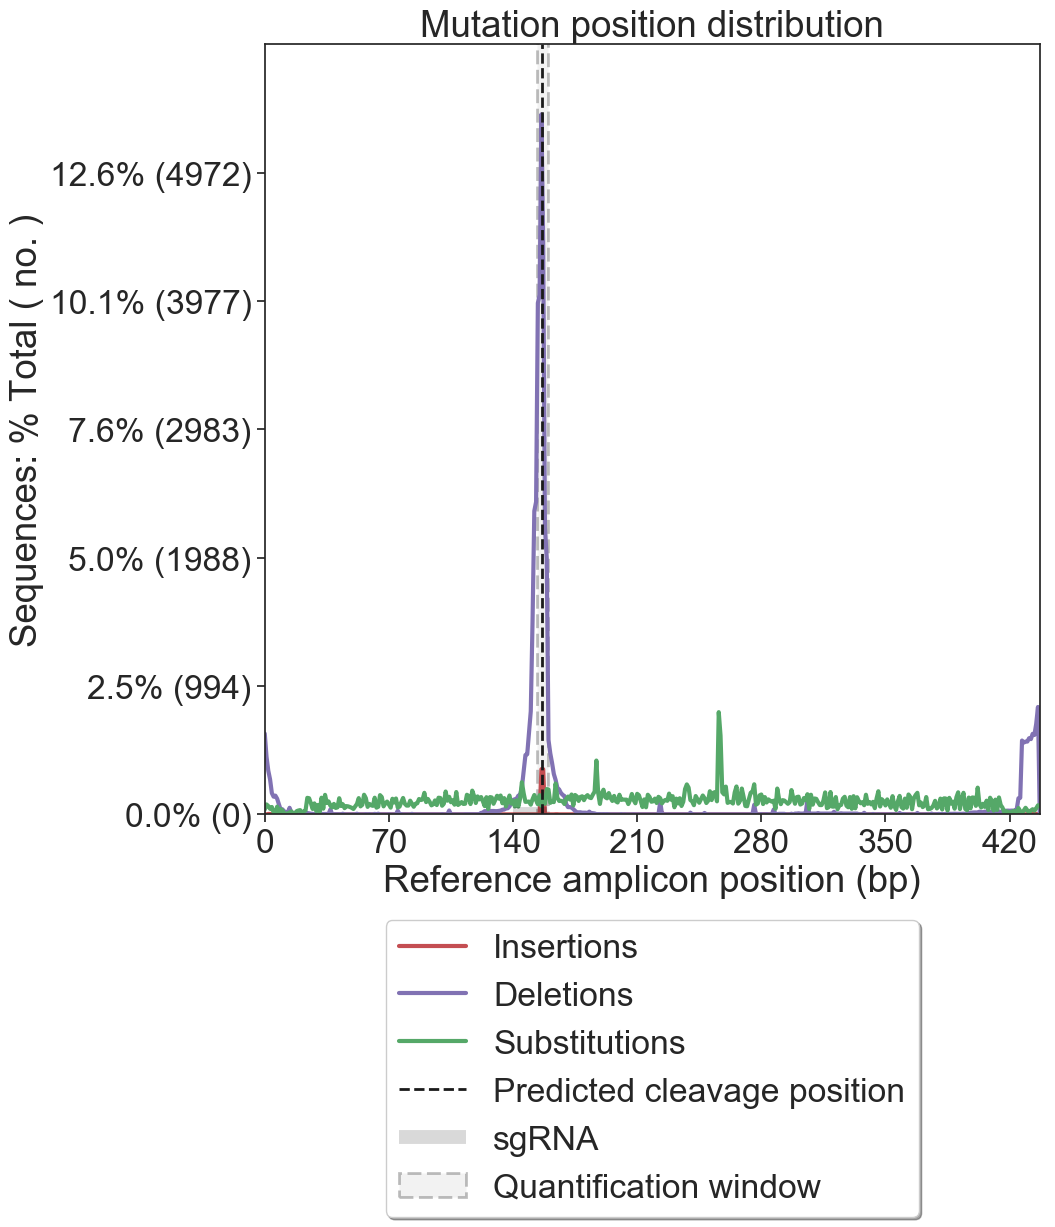 Mutation position distribution
Sequences: % Total ( no. )
12.6% (4972)
10.1% (3977)
7.6% (2983)
5.0% (1988)
2.5% (994)
0.0% (0)
0 70 140 210 280 350 420
Reference amplicon position (bp)
Insertions
Deletions
Substitutions
Predicted cleavage position
sgRNA
Quantification window